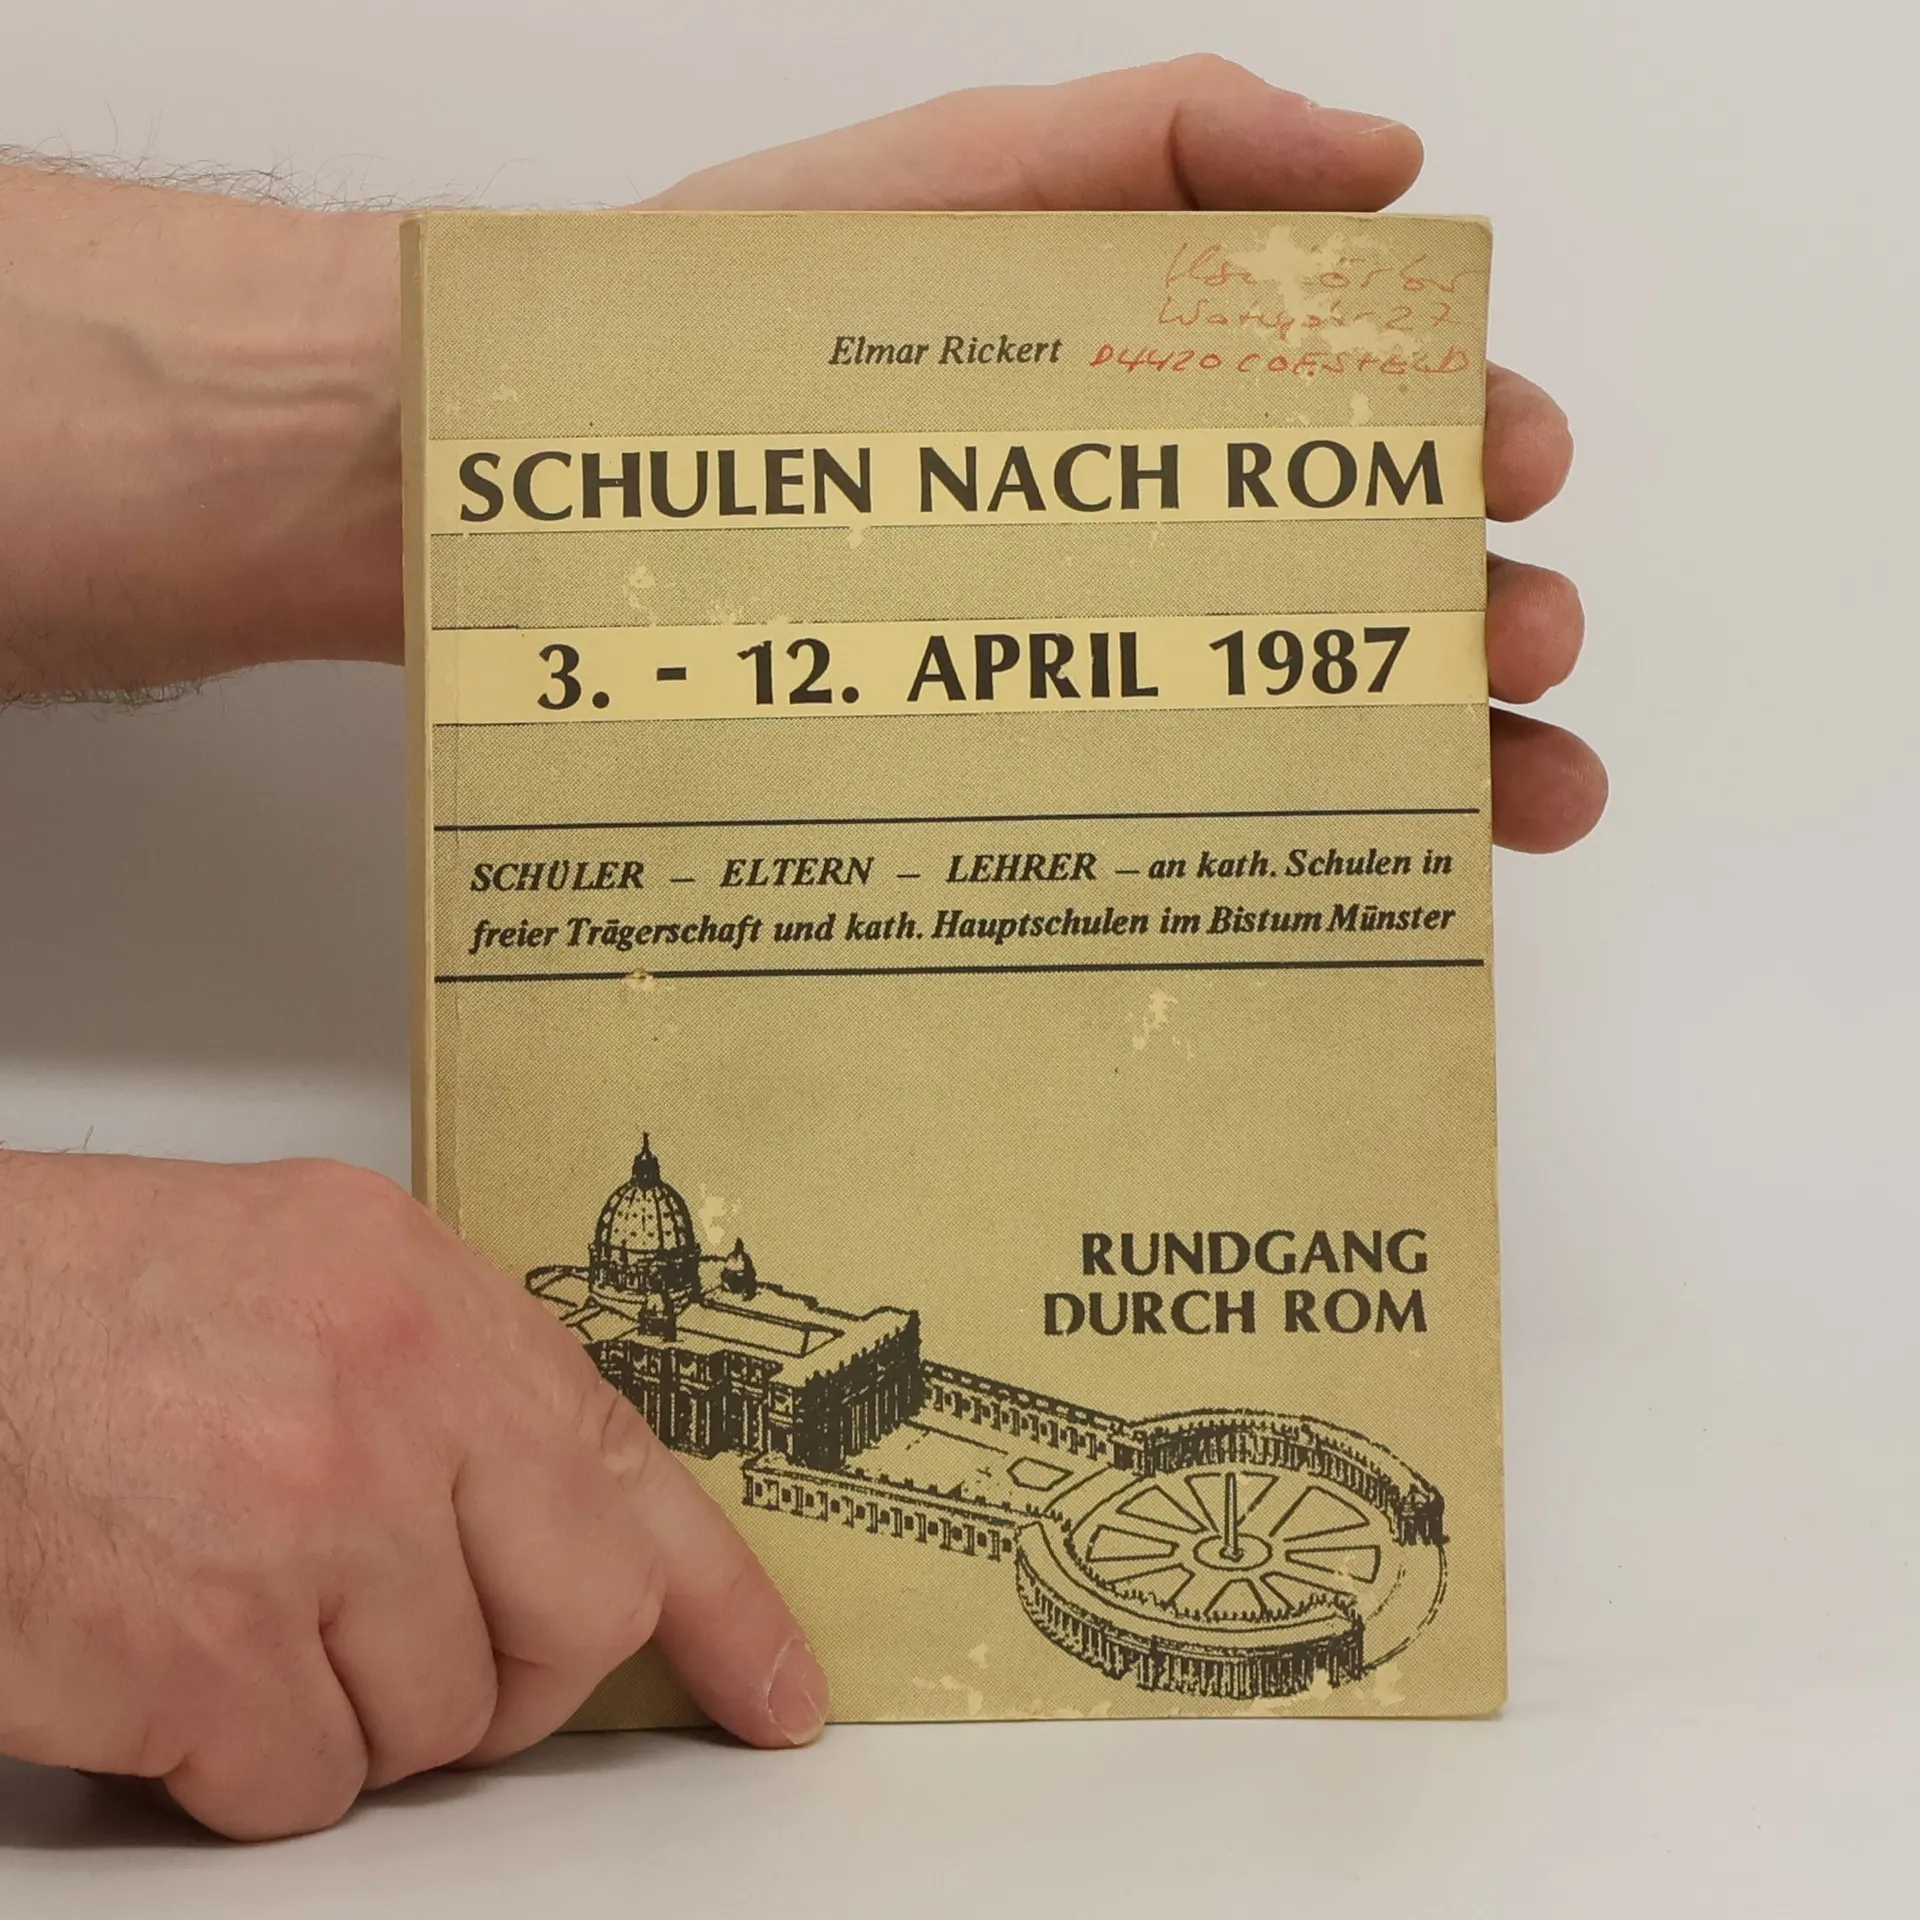 Elmar Rickert
27
D4420 COESFELD
SCHULEN NACH ROM
3. - 12. APRIL 1987
SCHÜLER – ELTERN – LEHRER – an kath. Schulen in
freier Trägerschaft und kath. Hauptschulen im Bistum Münster
RUNDGANG
DURCH ROM